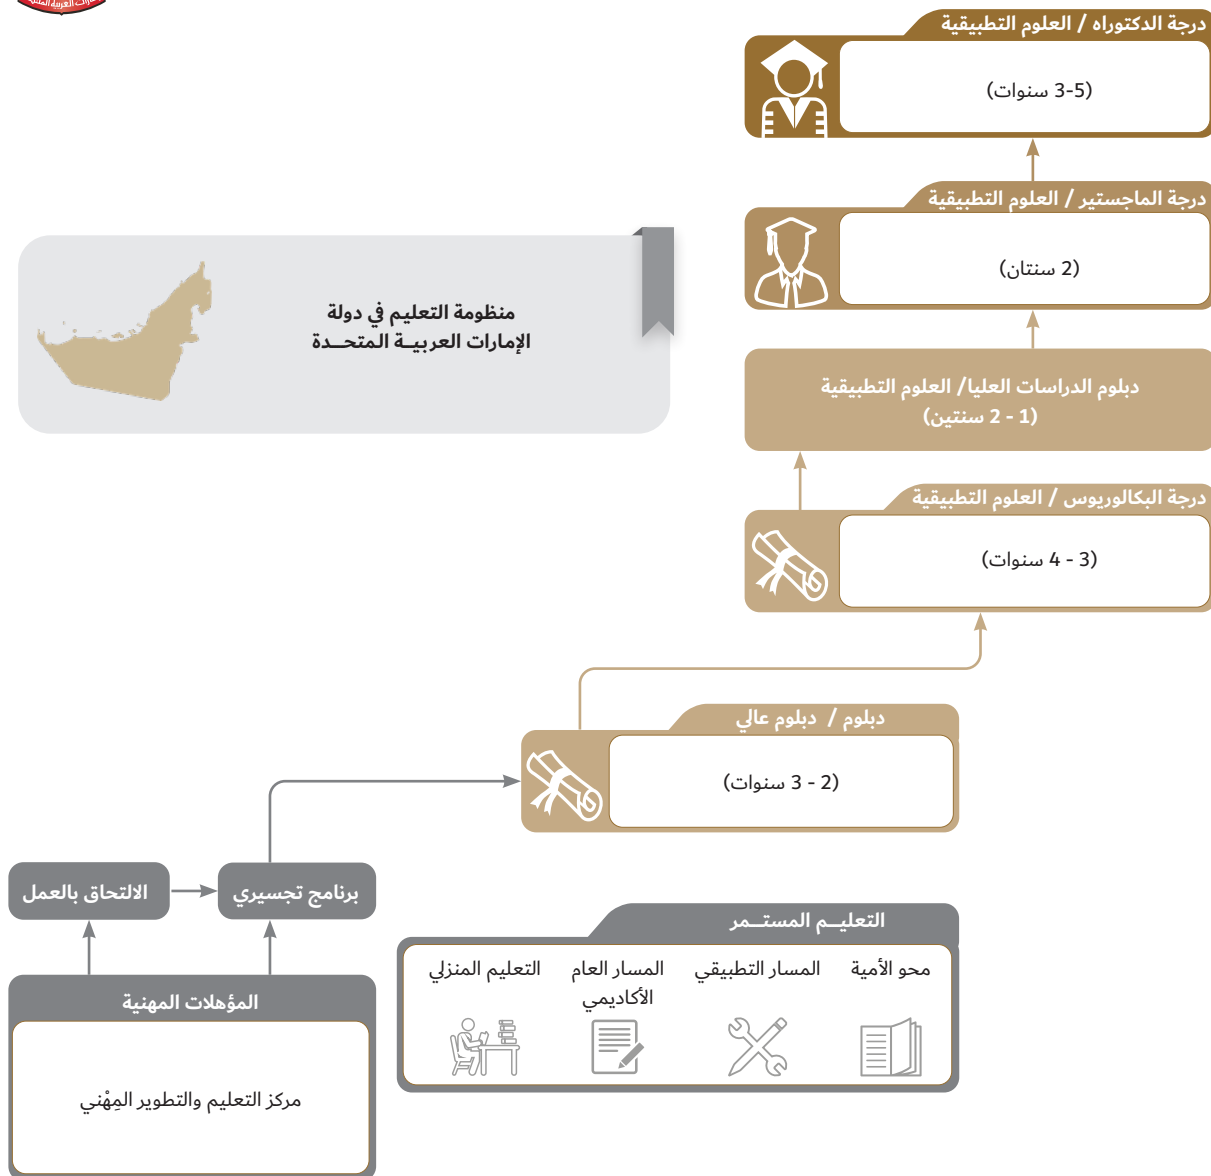 درجة الدكتوراه / العلوم التطبيقية
(3-5 سنوات)
درجة الماجستير / العلوم التطبيقية
(2 سنتان)
منظومة التعليم في دولة
الإمارات العربيــة المتحــدة
دبلوم الدراسات العليا/ العلوم التطبيقية
(1 - 2 سنتين)
درجة البكالوريوس / العلوم التطبيقية
(3 - 4 سنوات)
دبلوم / دبلوم عالي
(2 - 3 سنوات)
برنامج تجسيري
الالتحاق بالعمل
التعليــم المستــمر
محو الأمية
المسار التطبيقي
المسار العام
الأكاديمي
التعليم المنزلي
المؤهلات المهنية
مركز التعليم والتطوير المِهْني